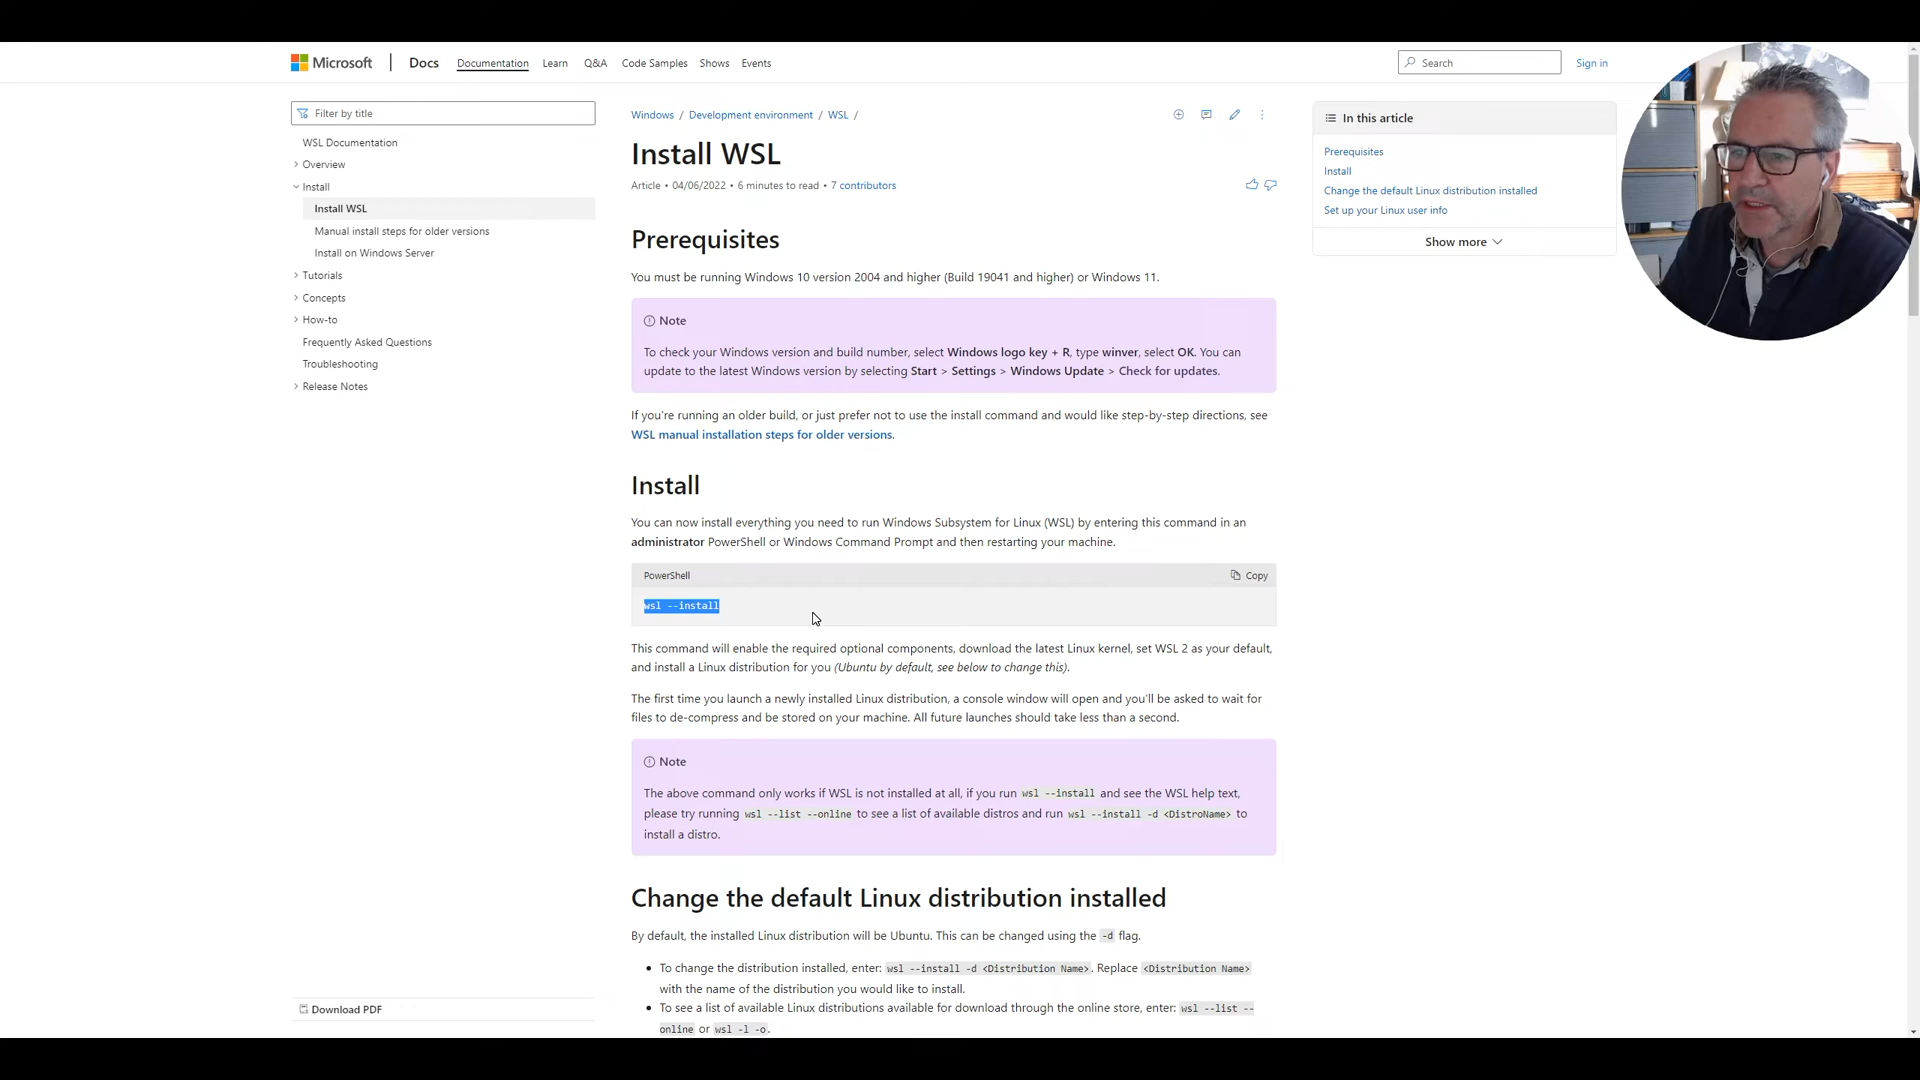 Microsoft
Docs
Documentation
Learn
Q&A
Code Samples
Shows
Events
Search
Sign in
Filter by title
WSL Documentation
Overview
Install
Install WSL
Manual install steps for older versions
Install on Windows Server
Tutorials
Concepts
How-to
Frequently Asked Questions
Troubleshooting
Release Notes
Download PDF
Windows / Development environment / WSL /
Install WSL
Article • 04/06/2022 • 6 minutes to read • 7 contributors
Prerequisites
You must be running Windows 10 version 2004 and higher (Build 19041 and higher) or Windows 11.
Note
To check your Windows version and build number, select Windows logo key + R, type winver, select OK. You can
update to the latest Windows version by selecting Start > Settings > Windows Update > Check for updates.
If you're running an older build, or just prefer not to use the install command and would like step-by-step directions, see
WSL manual installation steps for older versions.
Install
You can now install everything you need to run Windows Subsystem for Linux (WSL) by entering this command in an
administrator PowerShell or Windows Command Prompt and then restarting your machine.
PowerShell
Copy
wsl --install
This command will enable the required optional components, download the latest Linux kernel, set WSL 2 as your default,
and install a Linux distribution for you (Ubuntu by default, see below to change this).
The first time you launch a newly installed Linux distribution, a console window will open and you'll be asked to wait for
files to de-compress and be stored on your machine. All future launches should take less than a second.
Note
The above command only works if WSL is not installed at all, if you run wsl --install and see the WSL help text,
please try running wsl --list --online to see a list of available distros and run wsl --install -d <DistroName> to
install a distro.
Change the default Linux distribution installed
By default, the installed Linux distribution will be Ubuntu. This can be changed using the -d flag.
• To change the distribution installed, enter: wsl --install -d <Distribution Name>. Replace <Distribution Name>
with the name of the distribution you would like to install.
• To see a list of available Linux distributions available for download through the online store, enter: wsl --list --
online or wsl -l -o.
In this article
Prerequisites
Install
Change the default Linux distribution installed
Set up your Linux user info
Show more